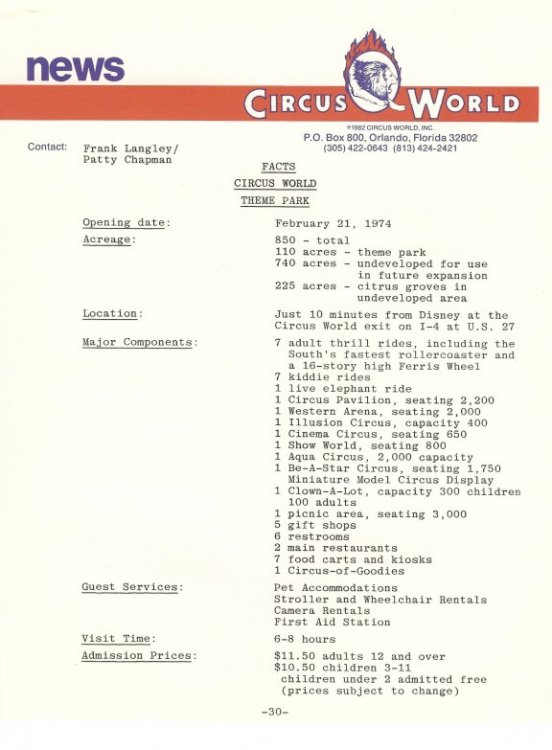 news
CIRCUS WORLD
©1982 CIRCUS WORLD, INC.
P.O. Box 800, Orlando, Florida 32802
(305) 422-0643 (813) 424-2421
Contact: Frank Langley/
Patty Chapman
FACTS
CIRCUS WORLD
THEME PARK
Opening date: February 21, 1974
Acreage: 850 - total
110 acres - theme park
740 acres - undeveloped for use
in future expansion
225 acres - citrus groves in
undeveloped area
Location: Just 10 minutes from Disney at the
Circus World exit on I-4 at U.S. 27
Major Components: 7 adult thrill rides, including the
South's fastest rollercoaster and
a 16-story high Ferris Wheel
7 kiddie rides
1 live elephant ride
1 Circus Pavilion, seating 2,200
1 Western Arena, seating 2,000
1 Illusion Circus, capacity 400
1 Cinema Circus, seating 650
1 Show World, seating 800
1 Aqua Circus, 2,000 capacity
1 Be-A-Star Circus, seating 1,750
Miniature Model Circus Display
1 Clown-A-Lot, capacity 300 children
100 adults
1 picnic area, seating 3,000
5 gift shops
6 restrooms
2 main restaurants
7 food carts and kiosks
1 Circus-of-Goodies
Guest Services: Pet Accommodations
Stroller and Wheelchair Rentals
Camera Rentals
First Aid Station
Visit Time: 6-8 hours
Admission Prices: $11.50 adults 12 and over
$10.50 children 3-11
children under 2 admitted free
(prices subject to change)
-30-